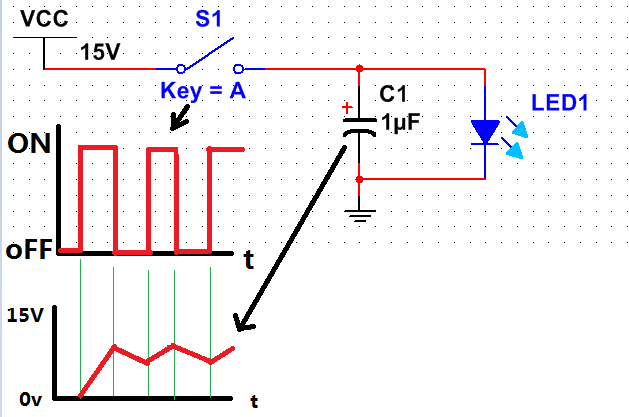 VCC
15V
S1
Key = A
C1
1µF
LED1
ON
oFF
t
15V
0v
t